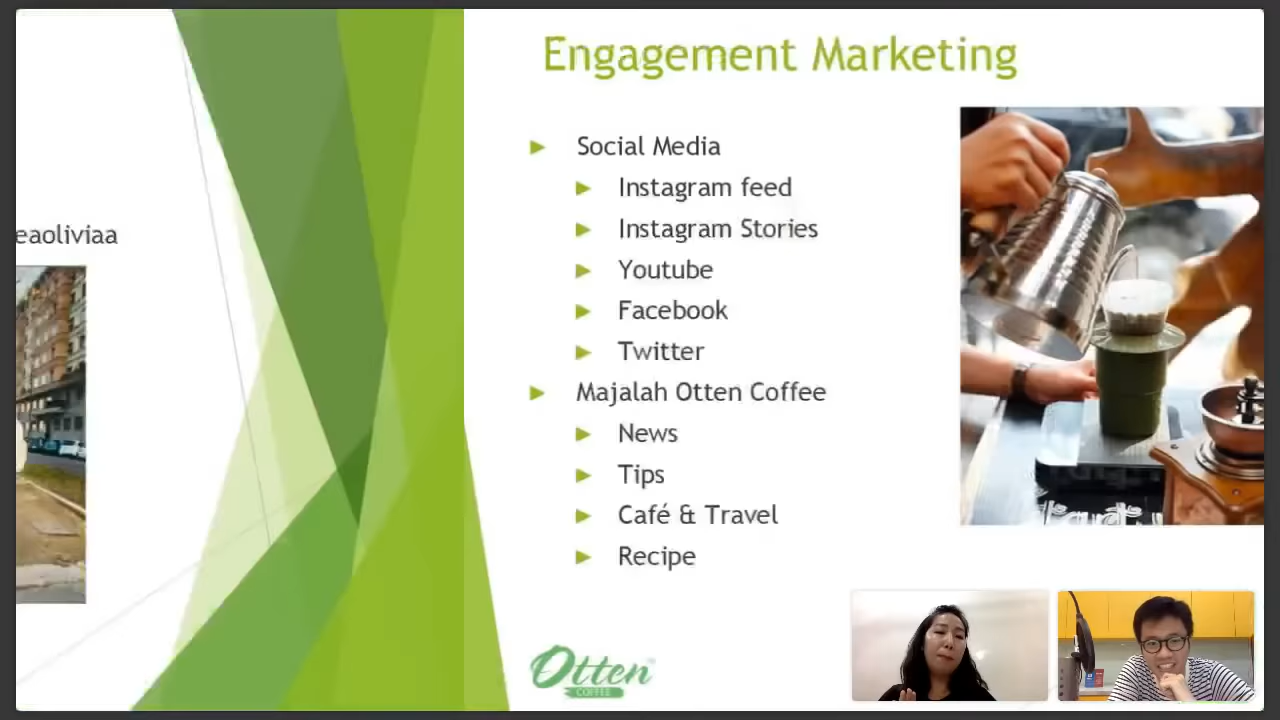 Engagement Marketing
Social Media
Instagram feed
Instagram Stories
Youtube
Facebook
Twitter
Majalah Otten Coffee
News
Tips
Café & Travel
Recipe
eaoliviaa
Otten
COFFEE